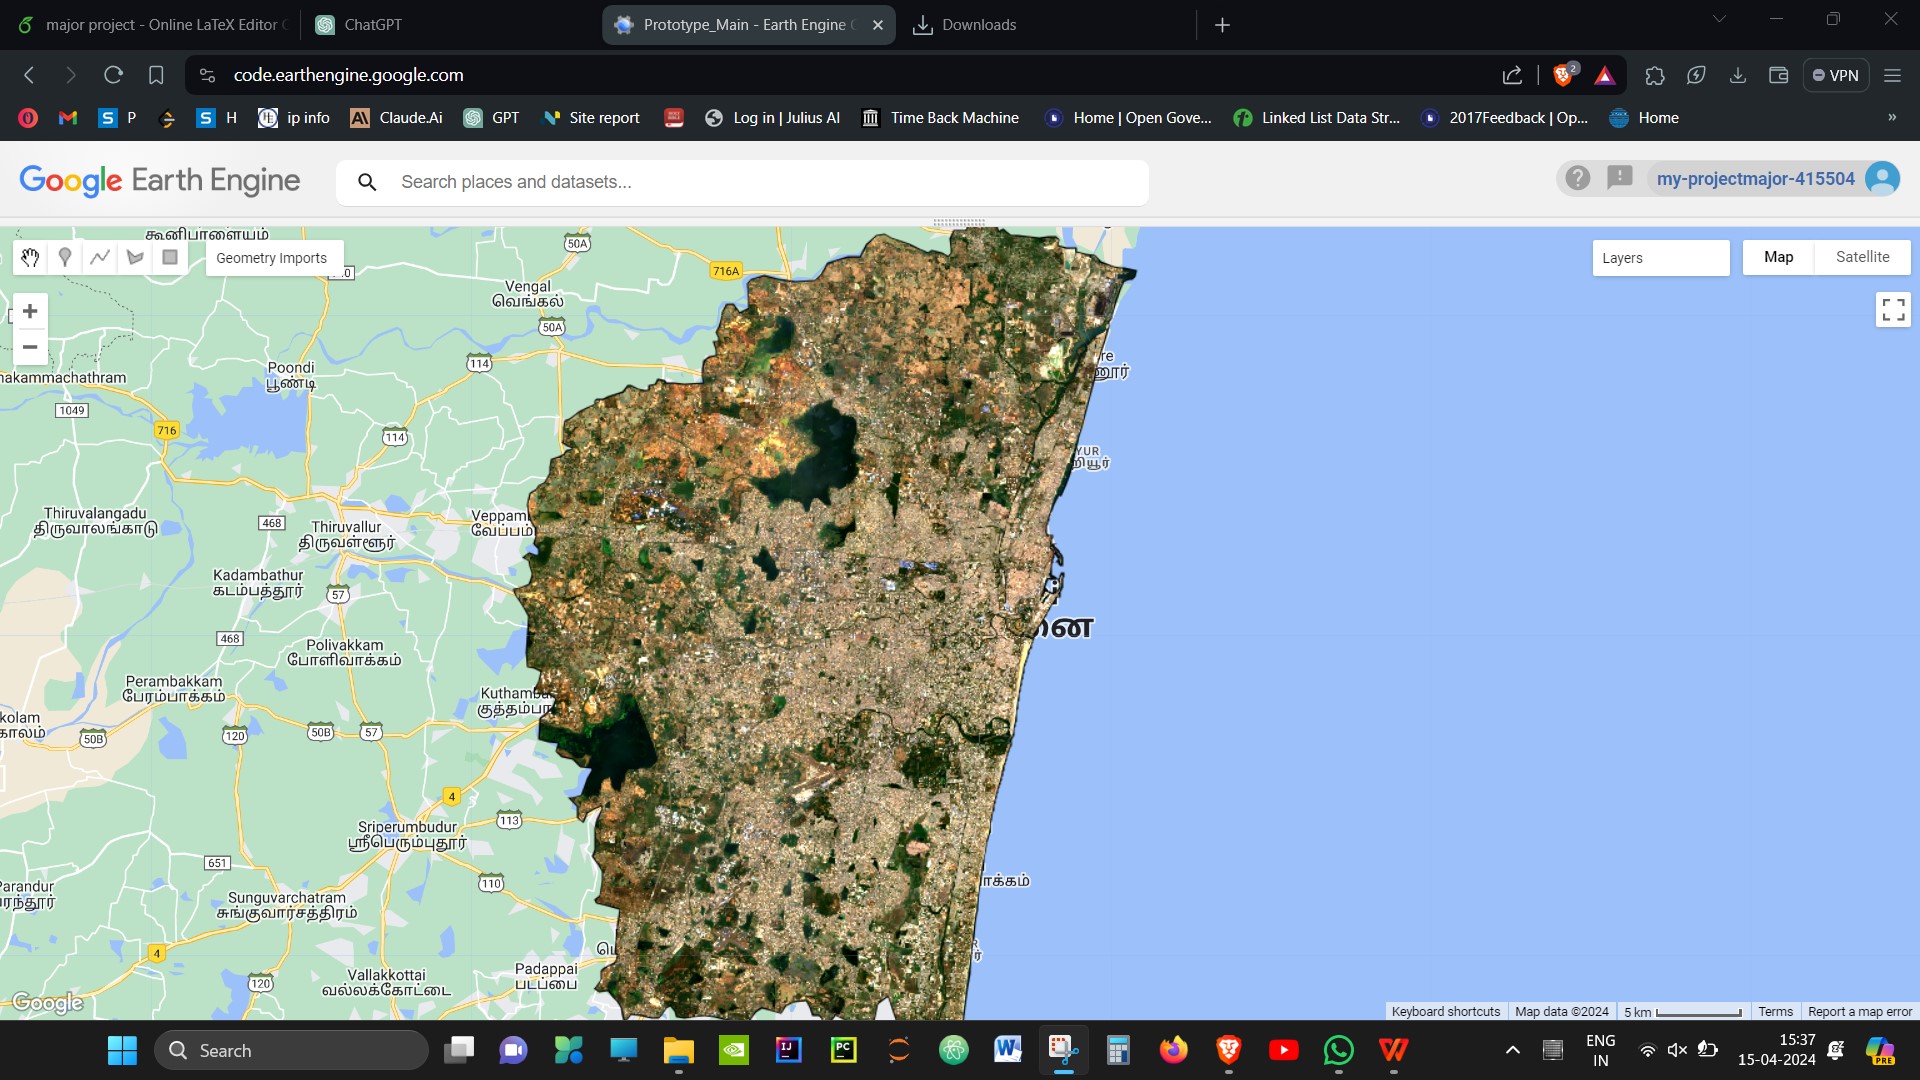 major project - Online LaTeX Editor
ChatGPT
Prototype_Main - Earth Engine
Downloads
code.earthengine.google.com
2
VPN
S P
S H
ip info
Claude.Ai
GPT
Site report
Log in | Julius AI
Time Back Machine
Home | Open Gove...
Linked List Data Str...
2017Feedback | Op...
Home
»
Google Earth Engine
Search places and datasets...
my-projectmajor-415504
கூனிபாளையம்
50A
Geometry Imports
Layers
Map
Satellite
716A
Vengal
வேங்கல்
50A
114
Poondi
பூண்டி
nakammachathram
1049
716
114
YUR
றியூர்
Thiruvalangadu
திருவாலங்காடு
468
Thiruvallur
திருவள்ளூர்
Veppam
வேப்பம்
Kadambathur
கடம்பத்தூர்
57
468
Polivakkam
போளிவாக்கம்
Perambakkam
பேரம்பாக்கம்
Kuthamba
குத்தம்பா
kolam
காலம்
50B
120
50B
57
4
113
Sriperumbudur
ஸ்ரீபெரும்புதூர்
651
110
ாக்கம்
Parandur
ரந்தூர்
Sunguvarchatram
சுங்குவார்சத்திரம்
4
120
Vallakkottai
வல்லக்கோட்டை
Padappai
படப்பை
Google
Keyboard shortcuts
Map data ©2024
5 km
Terms
Report a map error
Search
IJ
PC
W
ENG
IN
15:37
15-04-2024
PRE